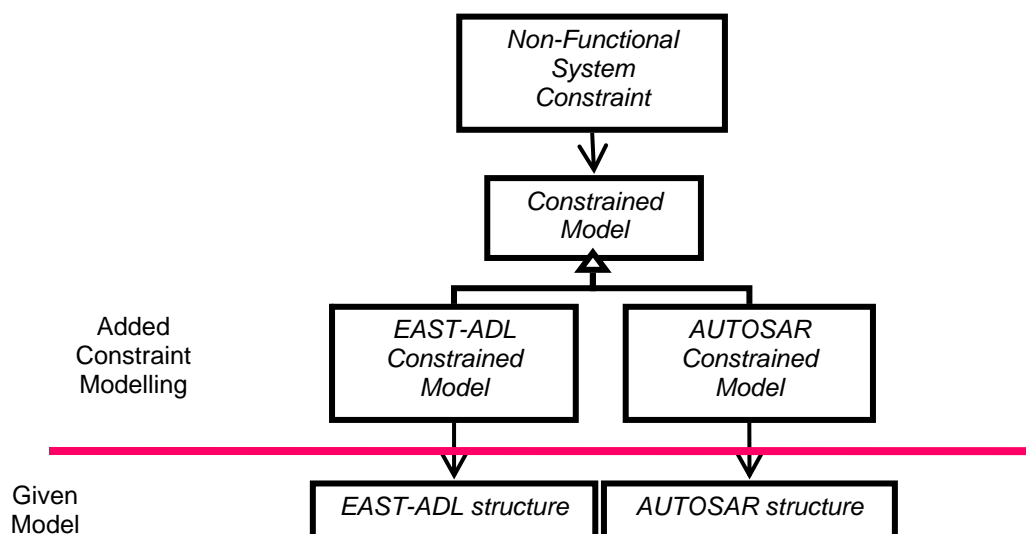 Non-Functional
System
Constraint
Constrained
Model
Added
Constraint
Modelling
EAST-ADL
Constrained
Model
AUTOSAR
Constrained
Model
Given
Model
EAST-ADL structure
AUTOSAR structure